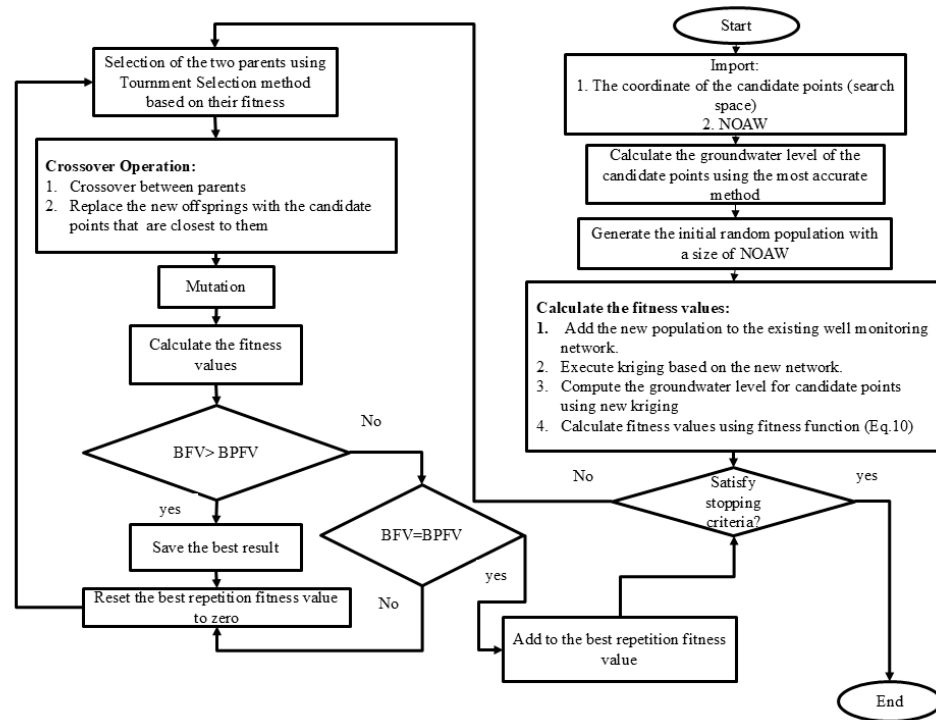 Start
Import:
1. The coordinate of the candidate points (search
space)
2. NOAW
Calculate the groundwater level of the
candidate points using the most accurate
method
Generate the initial random population with
a size of NOAW
Calculate the fitness values:
1. Add the new population to the existing well monitoring
network.
2. Execute kriging based on the new network.
3. Compute the groundwater level for candidate points
using new kriging
4. Calculate fitness values using fitness function (Eq.10)
Satisfy
stopping
criteria?
No
yes
End
Selection of the two parents using
Tournment Selection method
based on their fitness
Crossover Operation:
1. Crossover between parents
2. Replace the new offsprings with the candidate
points that are closest to them
Mutation
Calculate the fitness
values
BFV> BPFV
No
yes
Save the best result
Reset the best repetition fitness value
to zero
BFV=BPFV
yes
No
Add to the best repetition fitness
value